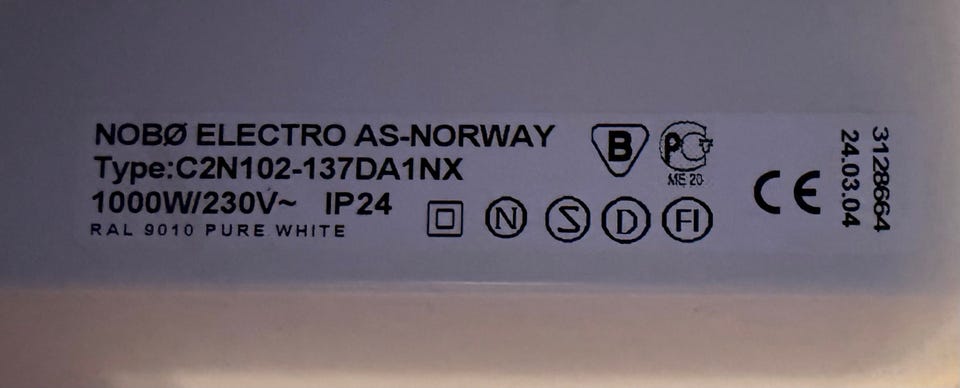 NOBØ ELECTRO AS-NORWAY
Type:C2N102-137DA1NX
1000W/230V~ IP24
RAL 9010 PURE WHITE
B
РСТ
ME 20
N
S
D
FI
CE
3128664
24.03.04